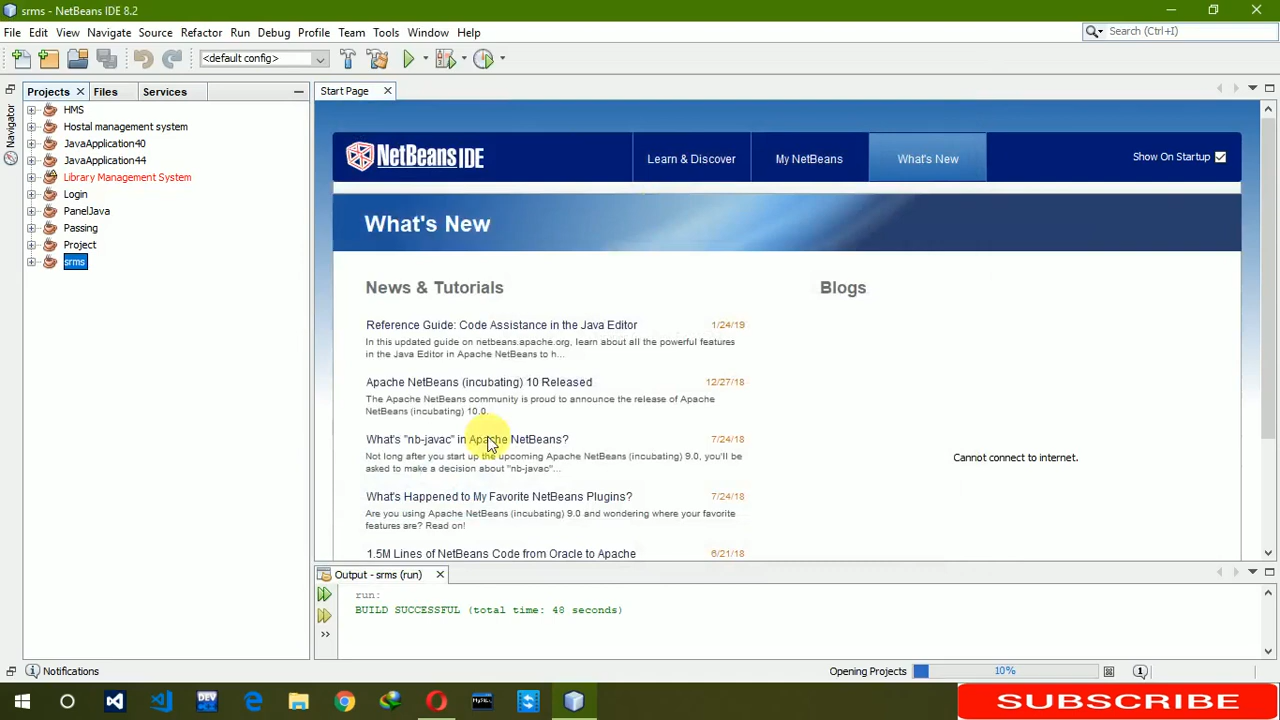 srms - NetBeans IDE 8.2
File Edit View Navigate Source Refactor Run Debug Profile Team Tools Window Help
Search (Ctrl+I)
<default config>
Projects Files Services
Start Page
Navigator
HMS
Hostal management system
JavaApplication40
JavaApplication44
Library Management System
Login
PanelJava
Passing
Project
srms
NetBeans IDE
Learn & Discover
My NetBeans
What's New
Show On Startup
What's New
News & Tutorials
Blogs
Reference Guide: Code Assistance in the Java Editor 1/24/19
In this updated guide on netbeans.apache.org, learn about all the powerful features
in the Java Editor in Apache NetBeans to h...
Apache NetBeans (incubating) 10 Released 12/27/18
The Apache NetBeans community is proud to announce the release of Apache
NetBeans (incubating) 10.0.
What's "nb-javac" in Apache NetBeans? 7/24/18
Not long after you start up the upcoming Apache NetBeans (incubating) 9.0, you'll be
asked to make a decision about "nb-javac"...
Cannot connect to internet.
What's Happened to My Favorite NetBeans Plugins? 7/24/18
Are you using Apache NetBeans (incubating) 9.0 and wondering where your favorite
features are? Read on!
1.5M Lines of NetBeans Code from Oracle to Apache 6/21/18
Output - srms (run)
run:
BUILD SUCCESSFUL (total time: 48 seconds)
Notifications
Opening Projects 10%
1
DEV
MySQL
SUBSCRIBE